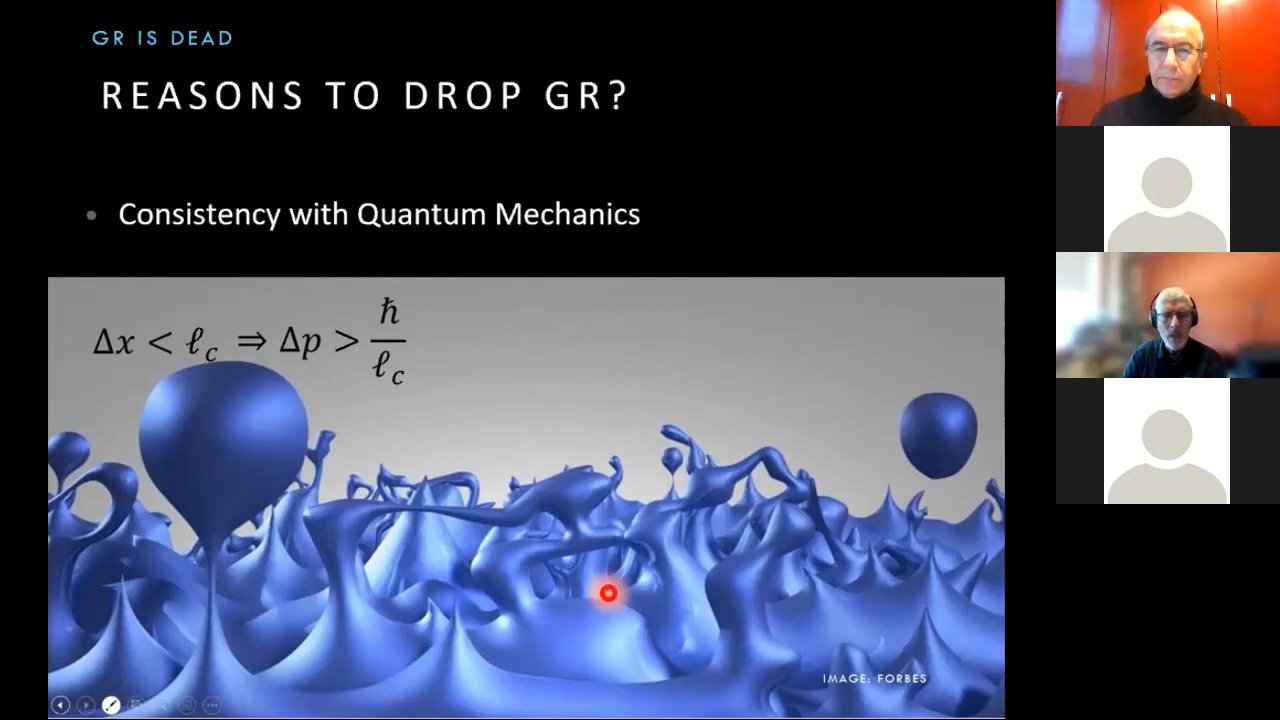 GR IS DEAD
REASONS TO DROP GR?
• Consistency with Quantum Mechanics
Δx < ℓ_c ⇒ Δp > ħ/ℓ_c
IMAGE: FORBES